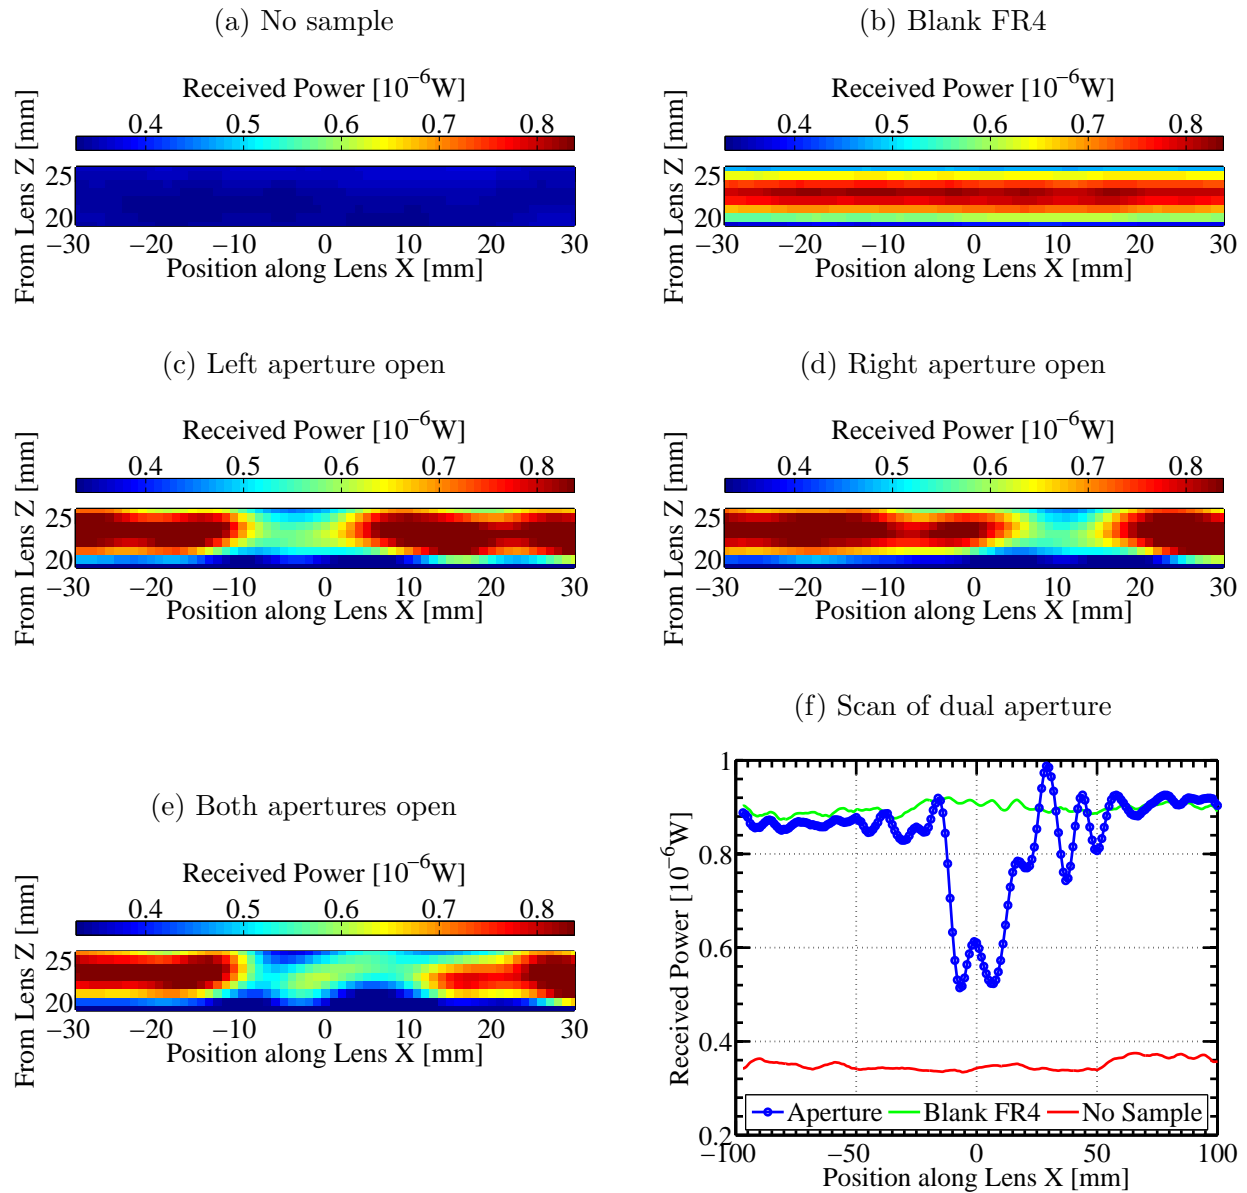 (a) No sample
Received Power [10⁻⁶W]
0.4 0.5 0.6 0.7 0.8
From Lens Z [mm]
25
20
−30 −20 −10 0 10 20 30
Position along Lens X [mm]
(b) Blank FR4
Received Power [10⁻⁶W]
0.4 0.5 0.6 0.7 0.8
From Lens Z [mm]
25
20
−30 −20 −10 0 10 20 30
Position along Lens X [mm]
(c) Left aperture open
Received Power [10⁻⁶W]
0.4 0.5 0.6 0.7 0.8
From Lens Z [mm]
25
20
−30 −20 −10 0 10 20 30
Position along Lens X [mm]
(d) Right aperture open
Received Power [10⁻⁶W]
0.4 0.5 0.6 0.7 0.8
From Lens Z [mm]
25
20
−30 −20 −10 0 10 20 30
Position along Lens X [mm]
(e) Both apertures open
Received Power [10⁻⁶W]
0.4 0.5 0.6 0.7 0.8
From Lens Z [mm]
25
20
−30 −20 −10 0 10 20 30
Position along Lens X [mm]
(f) Scan of dual aperture
Received Power [10⁻⁶W]
1
0.8
0.6
0.4
0.2
Aperture Blank FR4 No Sample
−100 −50 0 50 100
Position along Lens X [mm]